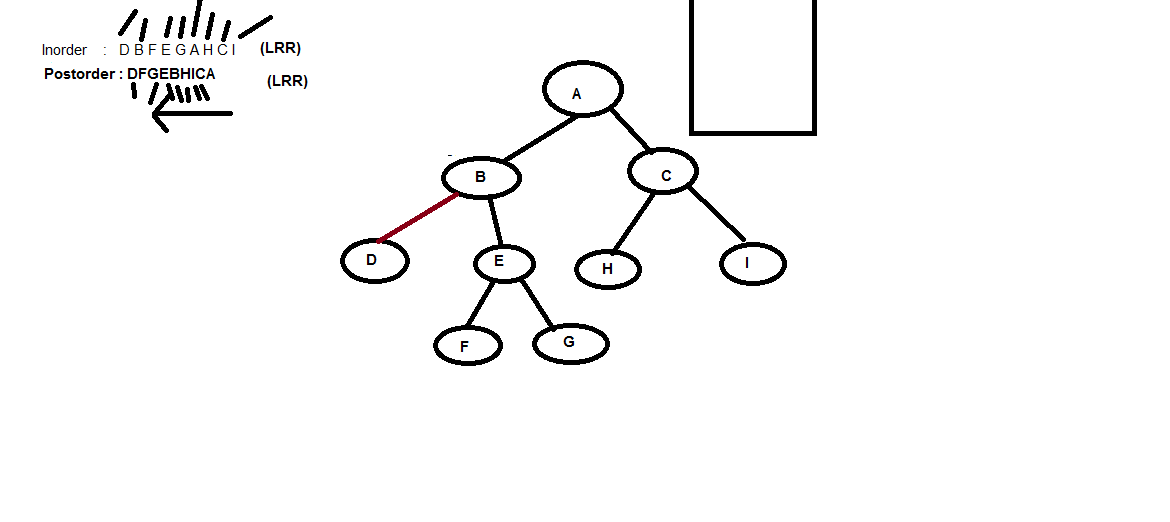 Inorder : D B F E G A H C I (LRR)
Postorder : DFGEBHICA (LRR)
A
B
C
D
E
H
I
F
G